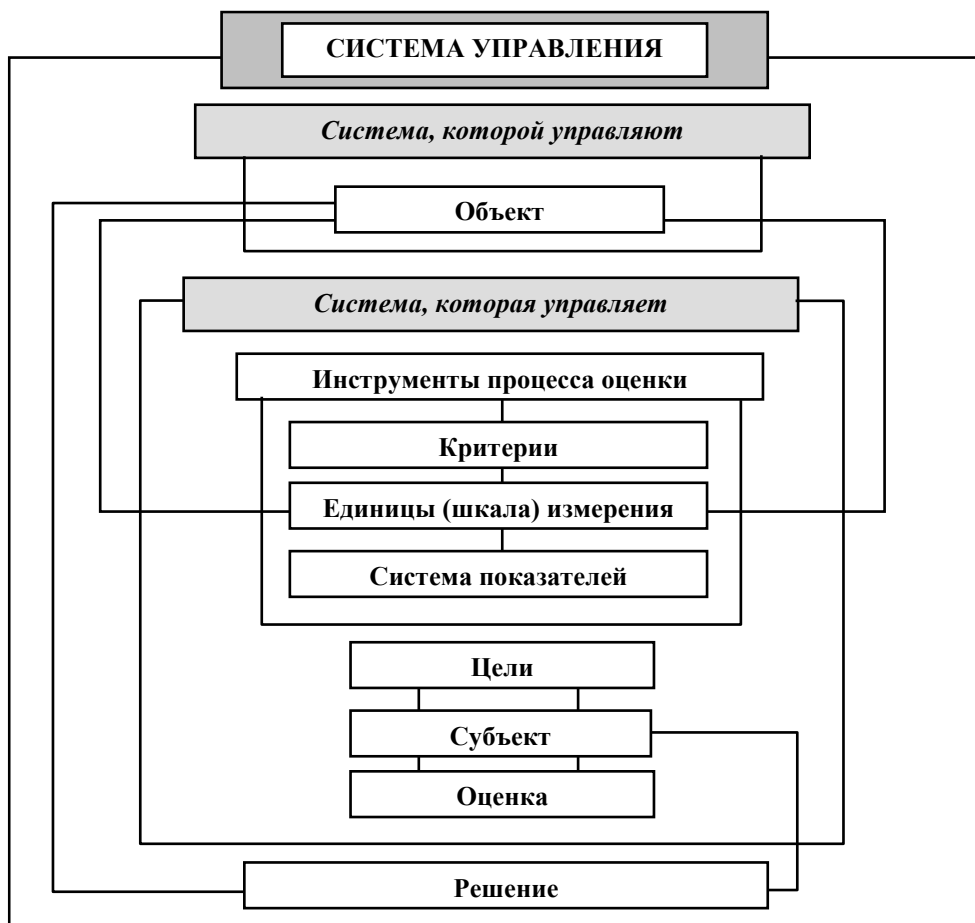 СИСТЕМА УПРАВЛЕНИЯ
Система, которой управляют
Объект
Система, которая управляет
Инструменты процесса оценки
Критерии
Единицы (шкала) измерения
Система показателей
Цели
Субъект
Оценка
Решение